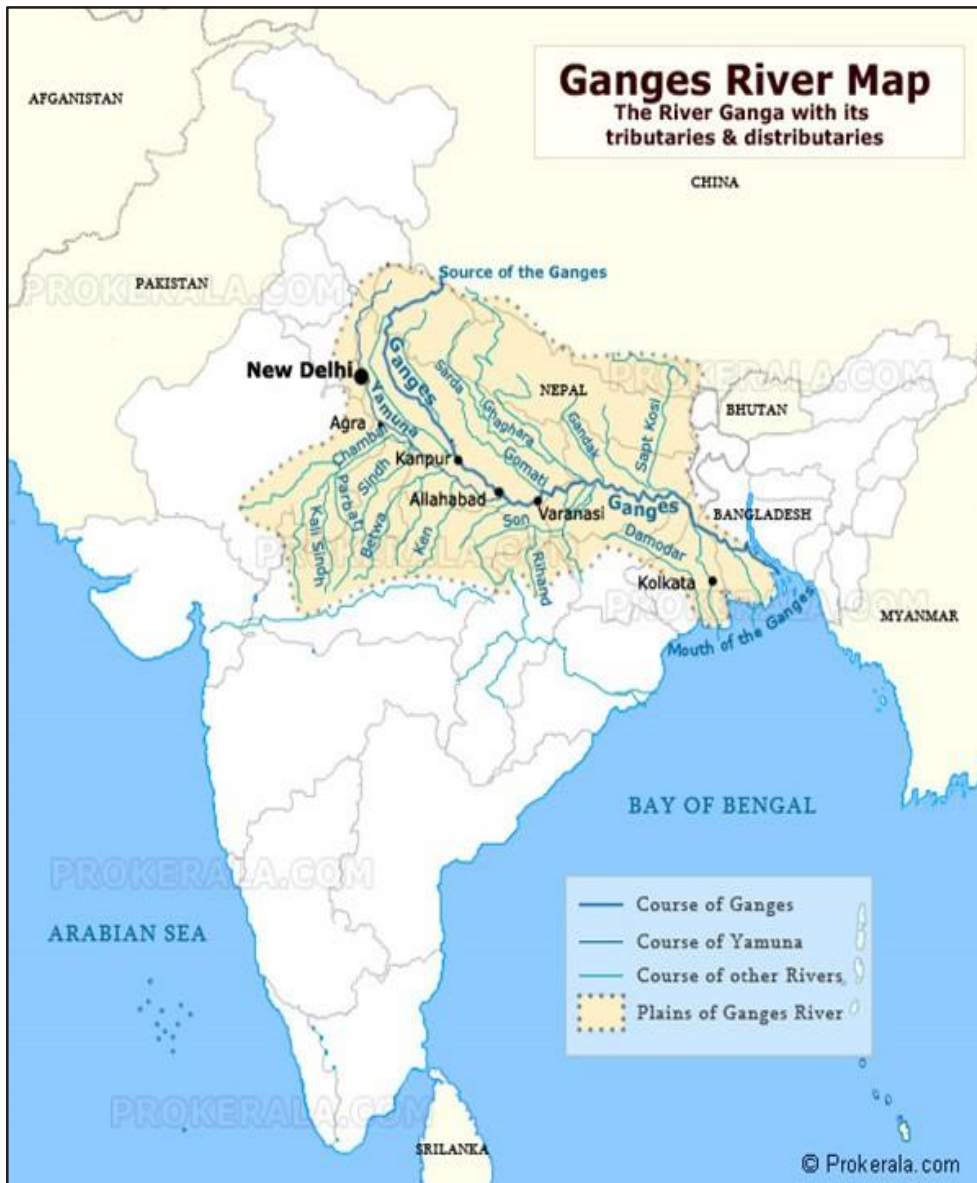 Ganges River Map
The River Ganga with its
tributaries & distributaries
AFGANISTAN
CHINA
PAKISTAN
PROKERALA.COM
Source of the Ganges
New Delhi
Ganges
Yamuna
Sarda
NEPAL
PROKERALA.COM
BHUTAN
Agra
Chambal
Ghaghara
Gandak
Sapt Kosi
Kanpur
Sindh
Gomati
Parbati
Allahabad
Varanasi
Ganges
BANGLADESH
Kali Sindh
Betwa
Ken
Son
Rihand
Damodar
PROKERALA.COM
Kolkata
PROKERALA.COM
Mouth of the Ganges
MYANMAR
BAY OF BENGAL
PROKERALA.COM
ARABIAN SEA
Course of Ganges
Course of Yamuna
Course of other Rivers
Plains of Ganges River
PROKERALA.COM
SRILANKA
© Prokerala.com